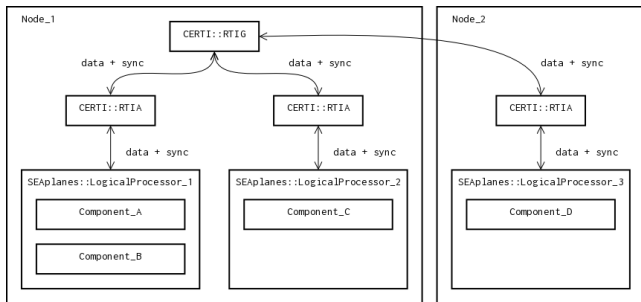 Node_1
Node_2
CERTI::RTIG
data + sync
data + sync
data + sync
CERTI::RTIA
CERTI::RTIA
CERTI::RTIA
data + sync
data + sync
data + sync
SEAplanes::LogicalProcessor_1
SEAplanes::LogicalProcessor_2
SEAplanes::LogicalProcessor_3
Component_A
Component_C
Component_D
Component_B